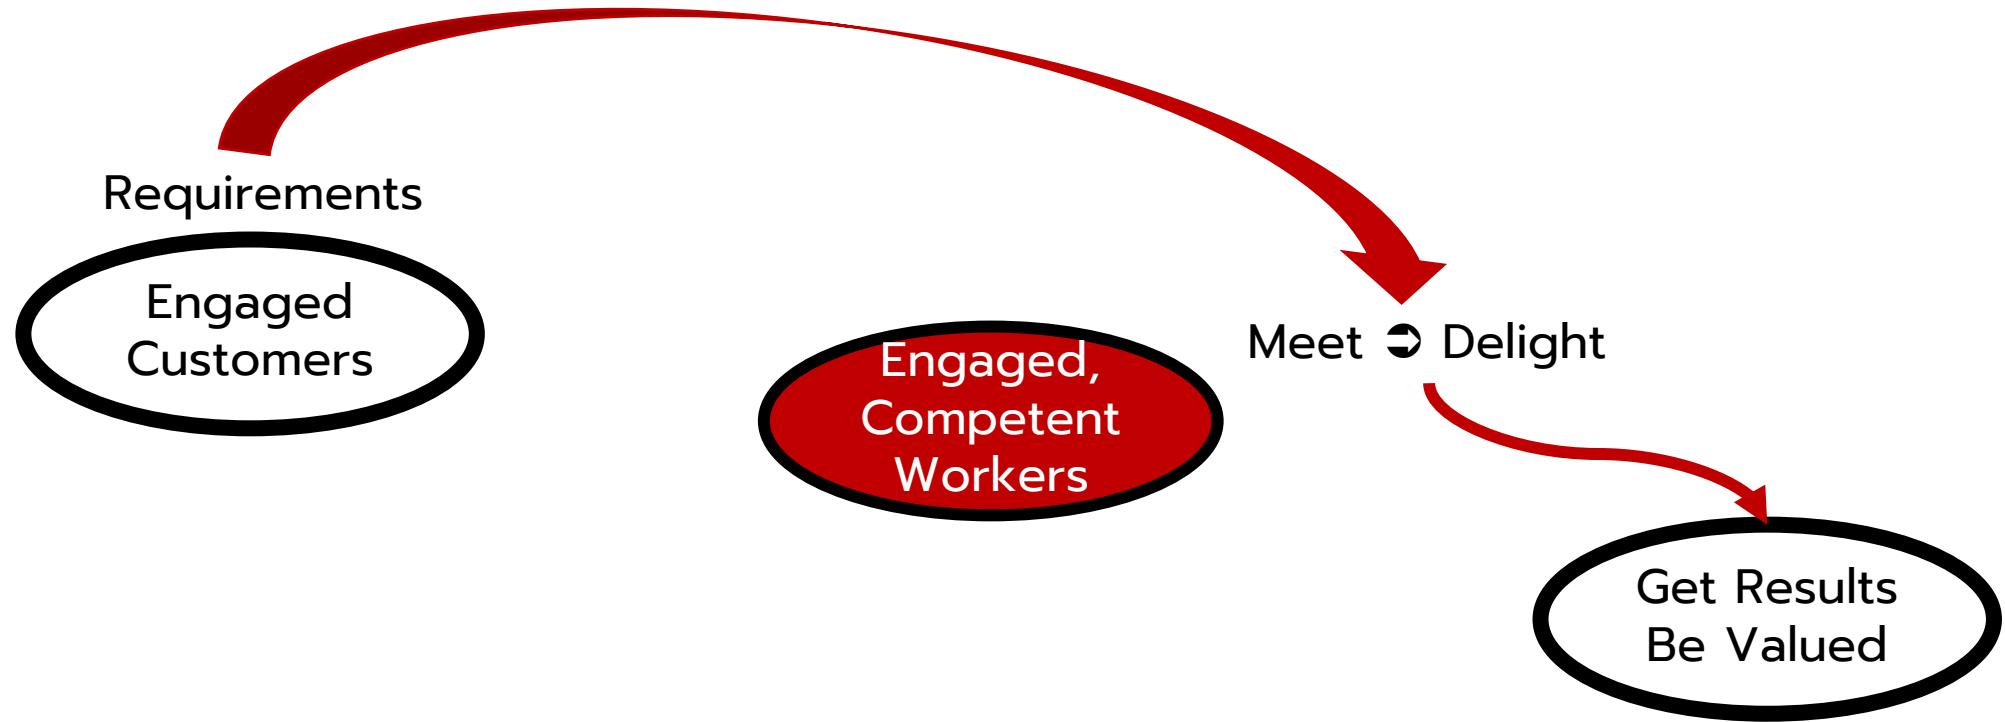 Requirements
Engaged
Customers
Engaged,
Competent
Workers
Meet ➲ Delight
Get Results
Be Valued